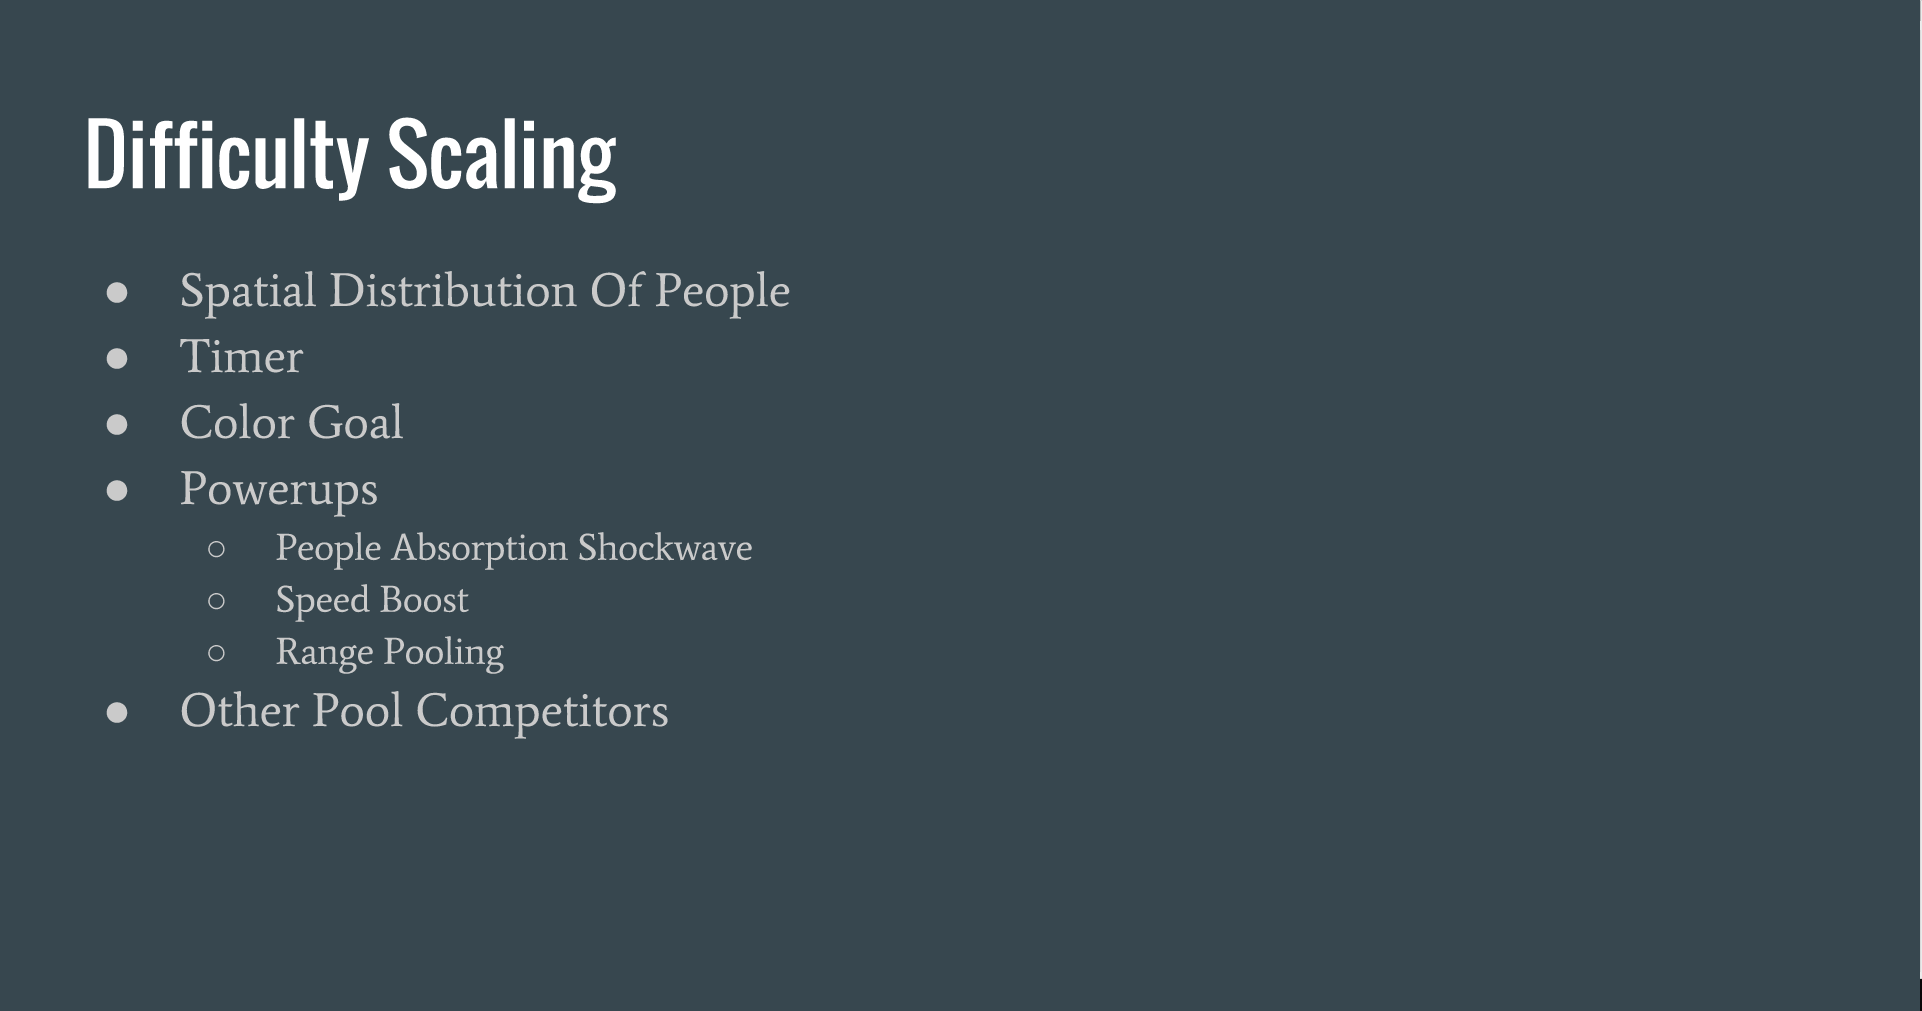 Difficulty Scaling
● Spatial Distribution Of People
● Timer
● Color Goal
● Powerups
○ People Absorption Shockwave
○ Speed Boost
○ Range Pooling
● Other Pool Competitors